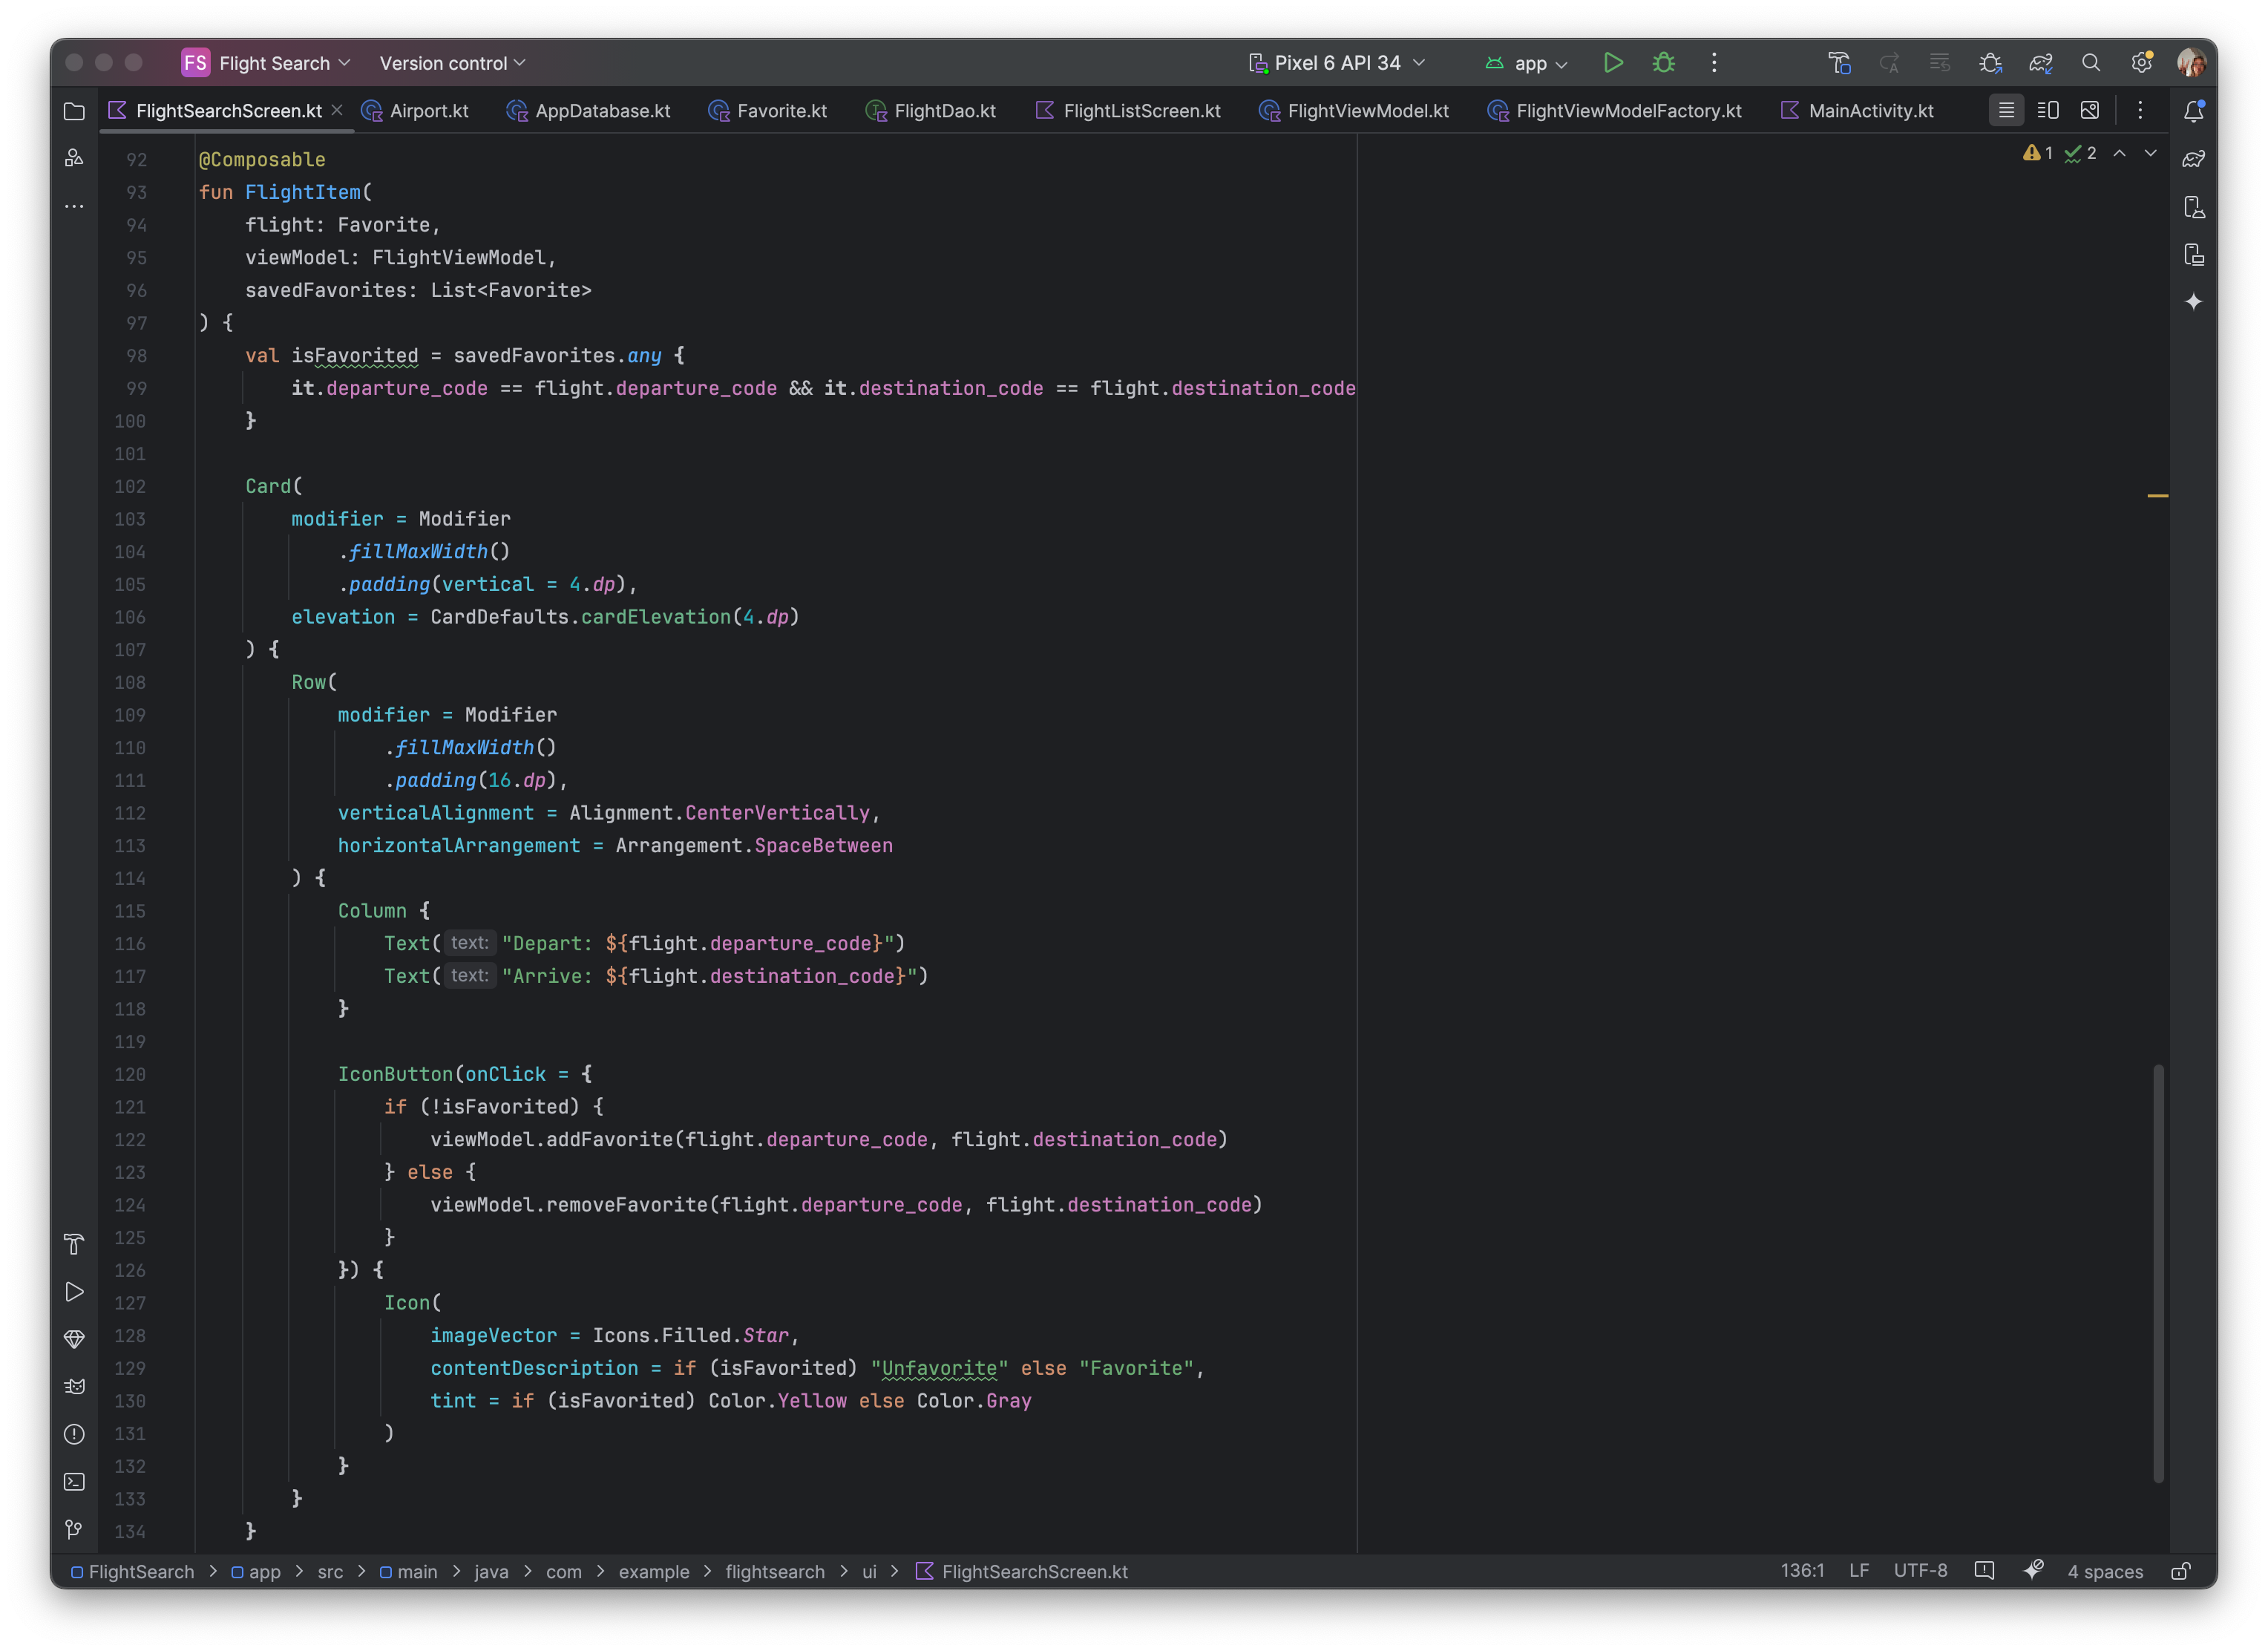 FS Flight Search Version control Pixel 6 API 34 app
FlightSearchScreen.kt Airport.kt AppDatabase.kt Favorite.kt FlightDao.kt FlightListScreen.kt FlightViewModel.kt FlightViewModelFactory.kt MainActivity.kt
1 2
92 @Composable
93 fun FlightItem(
94     flight: Favorite,
95     viewModel: FlightViewModel,
96     savedFavorites: List<Favorite>
97 ) {
98     val isFavorited = savedFavorites.any {
99         it.departure_code == flight.departure_code && it.destination_code == flight.destination_code
100     }
101
102     Card(
103         modifier = Modifier
104             .fillMaxWidth()
105             .padding(vertical = 4.dp),
106         elevation = CardDefaults.cardElevation(4.dp)
107     ) {
108         Row(
109             modifier = Modifier
110                 .fillMaxWidth()
111                 .padding(16.dp),
112             verticalAlignment = Alignment.CenterVertically,
113             horizontalArrangement = Arrangement.SpaceBetween
114         ) {
115             Column {
116                 Text( text: "Depart: ${flight.departure_code}")
117                 Text( text: "Arrive: ${flight.destination_code}")
118             }
119
120             IconButton(onClick = {
121                 if (!isFavorited) {
122                     viewModel.addFavorite(flight.departure_code, flight.destination_code)
123                 } else {
124                     viewModel.removeFavorite(flight.departure_code, flight.destination_code)
125                 }
126             }) {
127                 Icon(
128                     imageVector = Icons.Filled.Star,
129                     contentDescription = if (isFavorited) "Unfavorite" else "Favorite",
130                     tint = if (isFavorited) Color.Yellow else Color.Gray
131                 )
132             }
133         }
134     }
FlightSearch > app > src > main > java > com > example > flightsearch > ui > FlightSearchScreen.kt 136:1 LF UTF-8 4 spaces